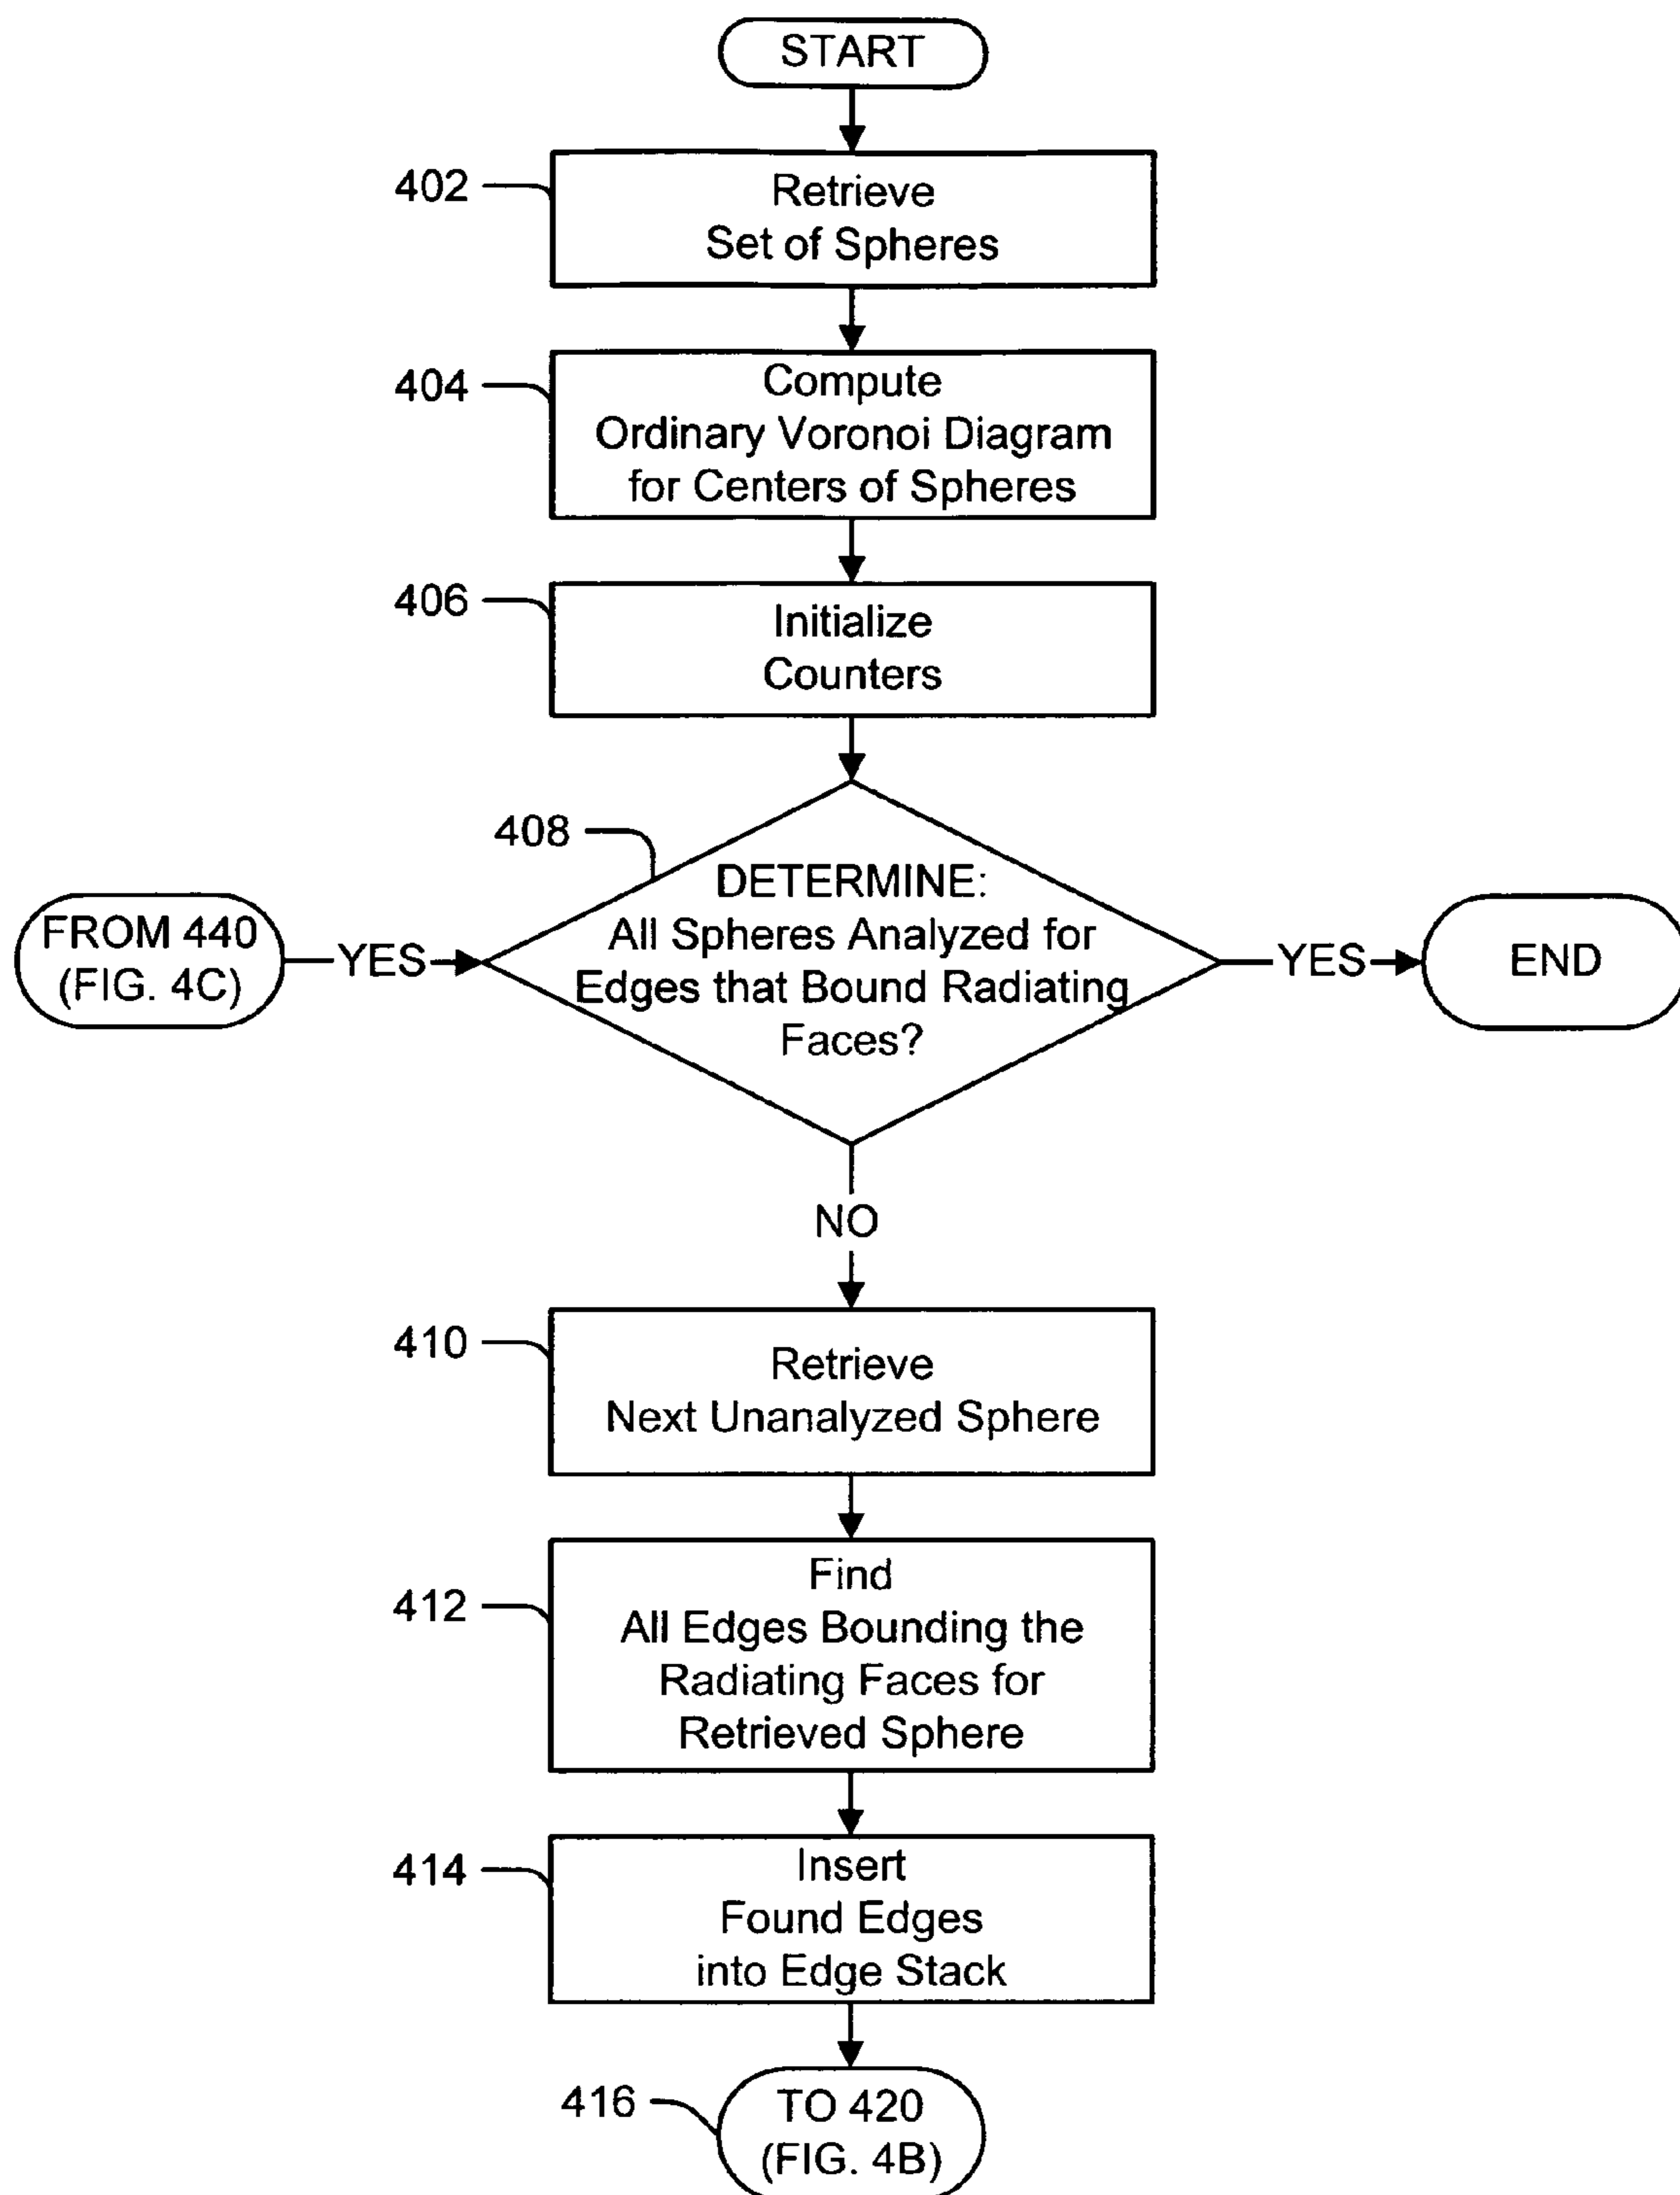 START
402
Retrieve
Set of Spheres
404
Compute
Ordinary Voronoi Diagram
for Centers of Spheres
406
Initialize
Counters
408
DETERMINE:
All Spheres Analyzed for
Edges that Bound Radiating
Faces?
FROM 440
(FIG. 4C)
YES
YES
END
NO
410
Retrieve
Next Unanalyzed Sphere
412
Find
All Edges Bounding the
Radiating Faces for
Retrieved Sphere
414
Insert
Found Edges
into Edge Stack
416
TO 420
(FIG. 4B)